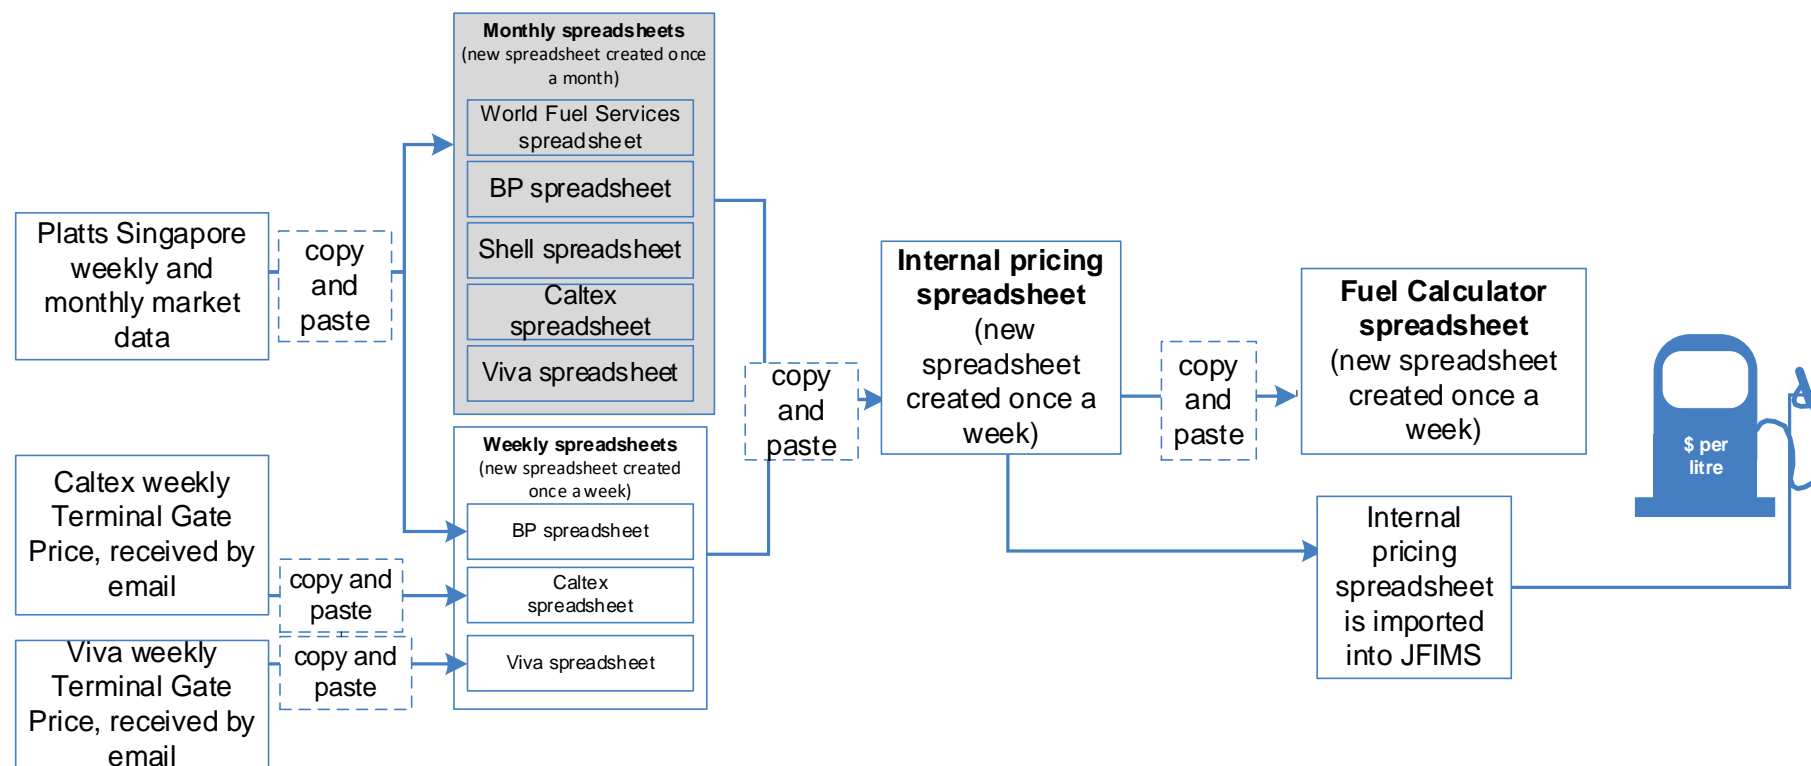 Platts Singapore
weekly and
monthly market
data
copy
and
paste
Monthly spreadsheets
(new spreadsheet created once
a month)
World Fuel Services
spreadsheet
BP spreadsheet
Shell spreadsheet
Caltex
spreadsheet
Viva spreadsheet
Caltex weekly
Terminal Gate
Price, received by
email
copy and
paste
Viva weekly
Terminal Gate
Price, received by
email
copy and
paste
Weekly spreadsheets
(new spreadsheet created
once a week)
BP spreadsheet
Caltex
spreadsheet
Viva spreadsheet
copy
and
paste
Internal pricing
spreadsheet
(new
spreadsheet
created once a
week)
copy
and
paste
Fuel Calculator
spreadsheet
(new spreadsheet
created once a
week)
Internal
pricing
spreadsheet
is imported
into JFIMS
$ per
litre